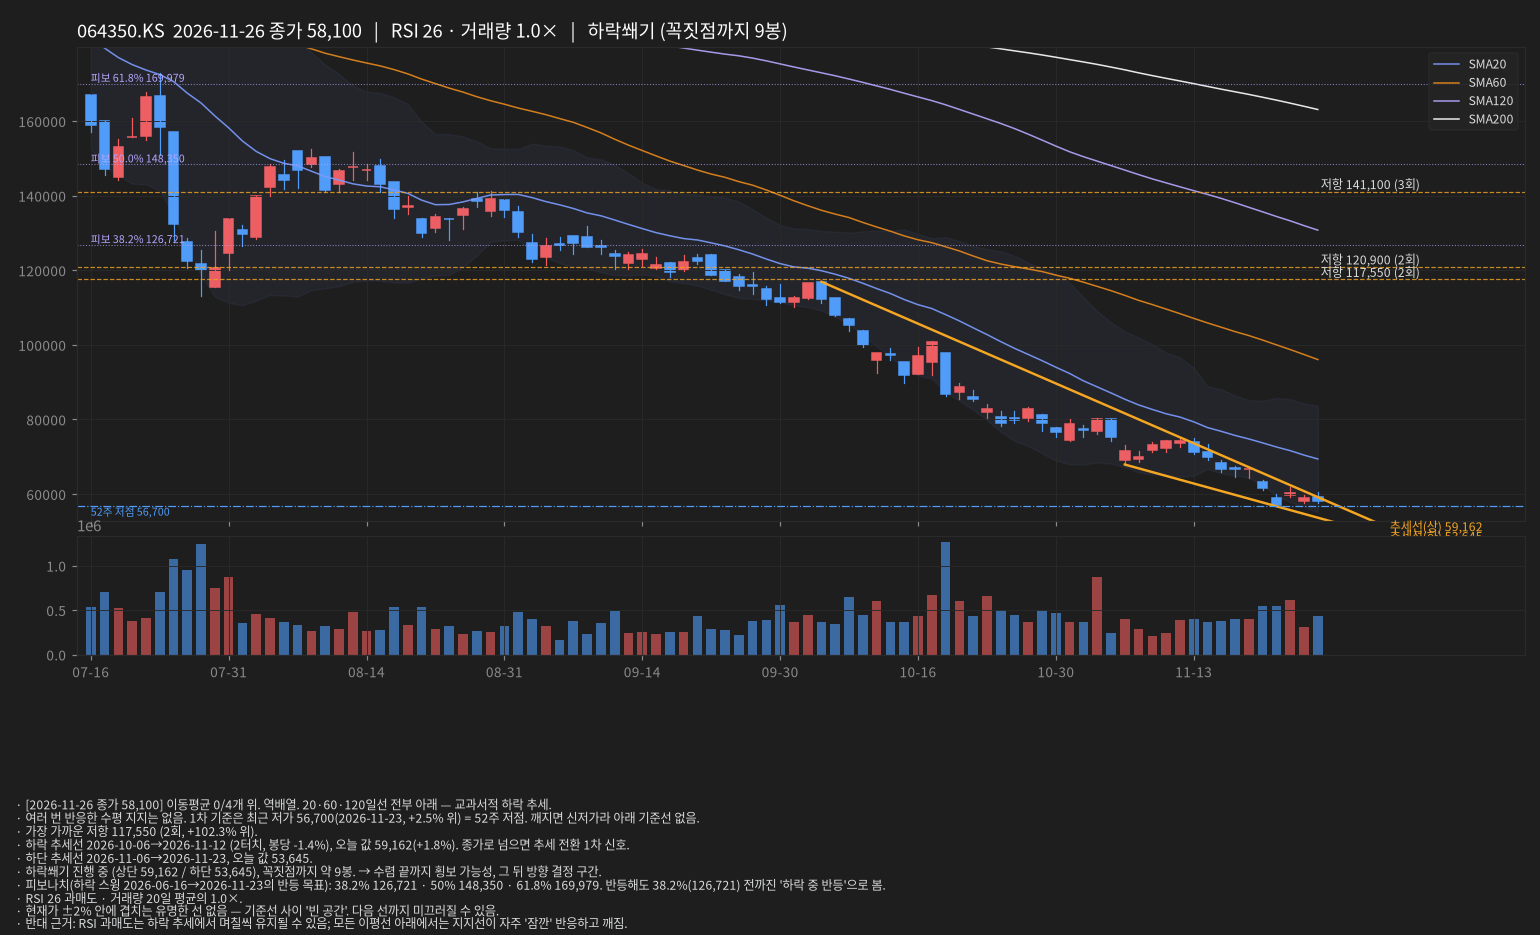 064350.KS 2026-11-26 종가 58,100 | RSI 26 · 거래량 1.0× | 하락쐐기 (꼭짓점까지 9봉)
SMA20
SMA60
SMA120
SMA200
피보 61.8% 169,979
160000
피보 50.0% 148,350
저항 141,100 (3회)
140000
피보 38.2% 126,721
저항 120,900 (2회)
120000
저항 117,550 (2회)
100000
80000
60000
52주 저점 56,700
1e6
추세선(상) 59,162
1.0
0.5
0.0
07-16
07-31
08-14
08-31
09-14
09-30
10-16
10-30
11-13
· [2026-11-26 종가 58,100] 이동평균 0/4개 위. 역배열. 20·60·120일선 전부 아래 — 교과서적 하락 추세.
· 여러 번 반응한 수평 지지는 없음. 1차 기준은 최근 저가 56,700(2026-11-23, +2.5% 위) = 52주 저점. 깨지면 신저가라 아래 기준선 없음.
· 가장 가까운 저항 117,550 (2회, +102.3% 위).
· 하락 추세선 2026-10-06→2026-11-12 (2터치, 봉당 -1.4%), 오늘 값 59,162(+1.8%). 종가로 넘으면 추세 전환 1차 신호.
· 하단 추세선 2026-11-06→2026-11-23, 오늘 값 53,645.
· 하락쐐기 진행 중 (상단 59,162 / 하단 53,645), 꼭짓점까지 약 9봉. → 수렴 끝까지 횡보 가능성, 그 뒤 방향 결정 구간.
· 피보나치(하락 스윙 2026-06-16→2026-11-23의 반등 목표): 38.2% 126,721 · 50% 148,350 · 61.8% 169,979. 반등해도 38.2%(126,721) 전까진 '하락 중 반등'으로 봄.
· RSI 26 과매도 · 거래량 20일 평균의 1.0×.
· 현재가 ±2% 안에 겹치는 유명한 선 없음 — 기준선 사이 '빈 공간'. 다음 선까지 미끄러질 수 있음.
· 반대 근거: RSI 과매도는 하락 추세에서 며칠씩 유지될 수 있음; 모든 이평선 아래에서는 지지선이 자주 '잠깐' 반응하고 깨짐.